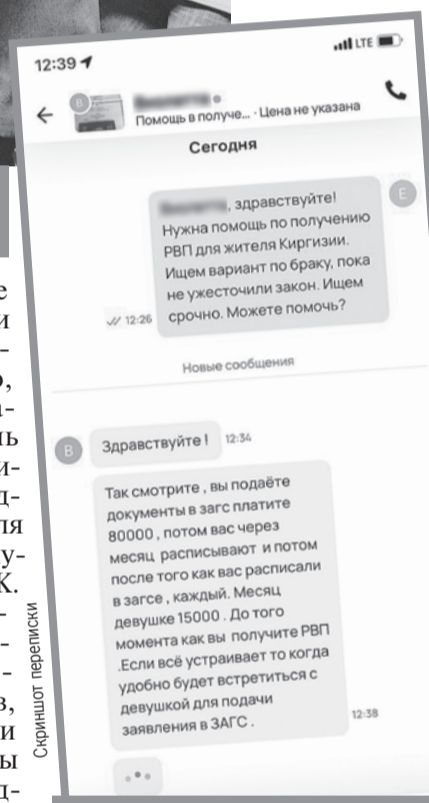 12:39
LTE
B
Помощь в получе... · Цена не указана
Сегодня
, здравствуйте!
Нужна помощь по получению
РВП для жителя Киргизии.
Ищем вариант по браку, пока
не ужесточили закон. Ищем
срочно. Можете помочь?
E
12:26
Новые сообщения
B
Здравствуйте !
12:34
Так смотрите , вы подаёте
документы в загс платите
80000 , потом вас через
месяц расписывают и потом
после того как вас расписали
в загсе , каждый. Месяц
девушке 15000 . До того
момента как вы получите РВП
.Если всё устраивает то когда
удобно будет встретиться с
девушкой для подачи
заявления в ЗАГС .
12:38
Скриншот переписки